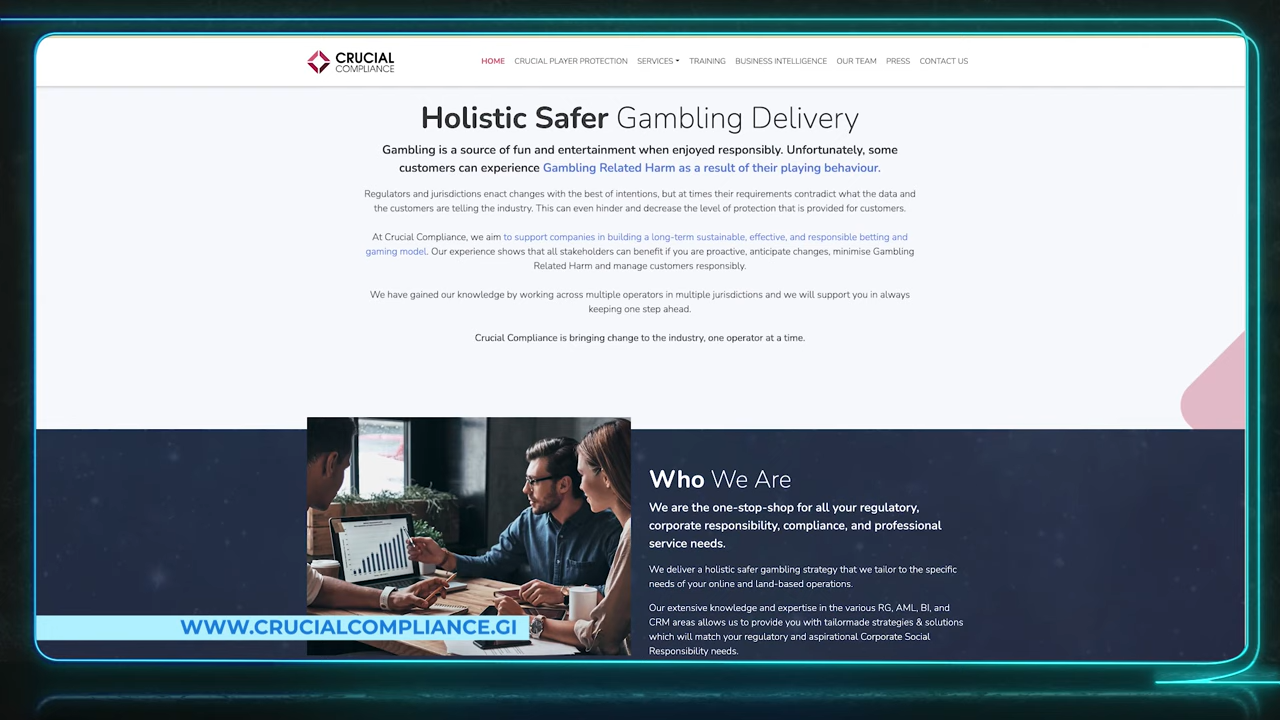 CRUCIAL
COMPLIANCE
HOME CRUCIAL PLAYER PROTECTION SERVICES TRAINING BUSINESS INTELLIGENCE OUR TEAM PRESS CONTACT US
Holistic Safer Gambling Delivery
Gambling is a source of fun and entertainment when enjoyed responsibly. Unfortunately, some
customers can experience Gambling Related Harm as a result of their playing behaviour.
Regulators and jurisdictions enact changes with the best of intentions, but at times their requirements contradict what the data and
the customers are telling the industry. This can even hinder and decrease the level of protection that is provided for customers.
At Crucial Compliance, we aim to support companies in building a long-term sustainable, effective, and responsible betting and
gaming model. Our experience shows that all stakeholders can benefit if you are proactive, anticipate changes, minimise Gambling
Related Harm and manage customers responsibly.
We have gained our knowledge by working across multiple operators in multiple jurisdictions and we will support you in always
keeping one step ahead.
Crucial Compliance is bringing change to the industry, one operator at a time.
Who We Are
We are the one-stop-shop for all your regulatory,
corporate responsibility, compliance, and professional
service needs.
We deliver a holistic safer gambling strategy that we tailor to the specific
needs of your online and land-based operations.
Our extensive knowledge and expertise in the various RG, AML, BI, and
CRM areas allows us to provide you with tailormade strategies & solutions
which will match your regulatory and aspirational Corporate Social
Responsibility needs.
WWW.CRUCIALCOMPLIANCE.GI